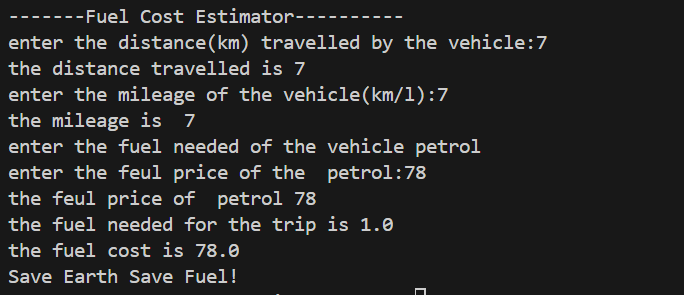 -------Fuel Cost Estimator----------
enter the distance(km) travelled by the vehicle:7
the distance travelled is 7
enter the mileage of the vehicle(km/l):7
the mileage is  7
enter the fuel needed of the vehicle petrol
enter the feul price of the  petrol:78
the feul price of  petrol 78
the fuel needed for the trip is 1.0
the fuel cost is 78.0
Save Earth Save Fuel!